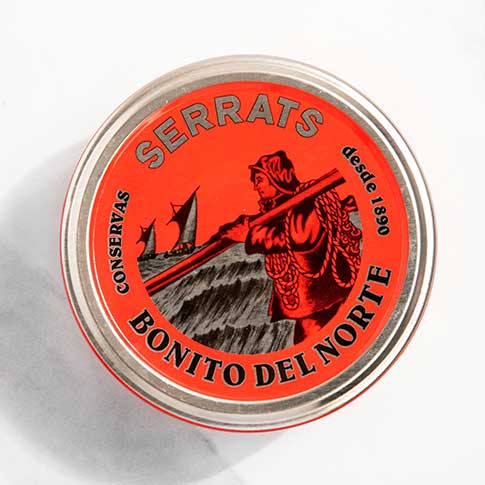 SERRATS
CONSERVAS
desde 1890
BONITO DEL NORTE